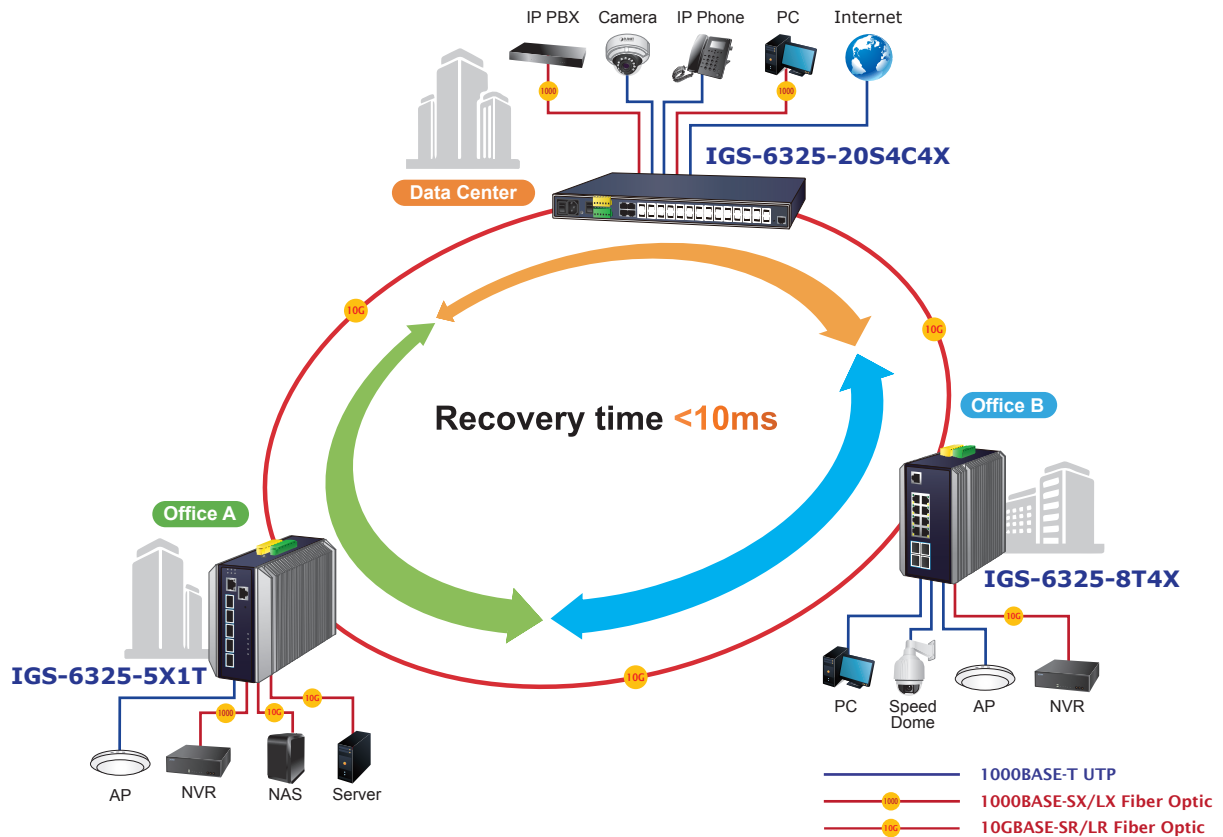 IP PBX
Camera
IP Phone
PC
Internet
1000
1000
IGS-6325-20S4C4X
Data Center
10G
10G
Recovery time <10ms
Office B
Office A
IGS-6325-8T4X
IGS-6325-5X1T
10G
10G
1000
10G
10G
PC
Speed
Dome
AP
NVR
AP
NVR
NAS
Server
1000BASE-T UTP
1000
1000BASE-SX/LX Fiber Optic
10G
10GBASE-SR/LR Fiber Optic